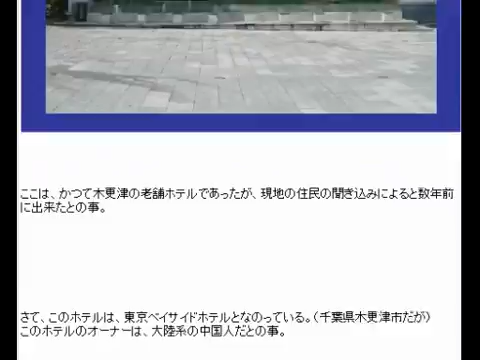 ここは、かつて木更津の老舗ホテルであったが、現地の住民の聞き込みによると数年前
に出来たとの事。
さて、このホテルは、東京ベイサイドホテルとなのっている。（千葉県木更津市だが）
このホテルのオーナーは、大陸系の中国人だとの事。